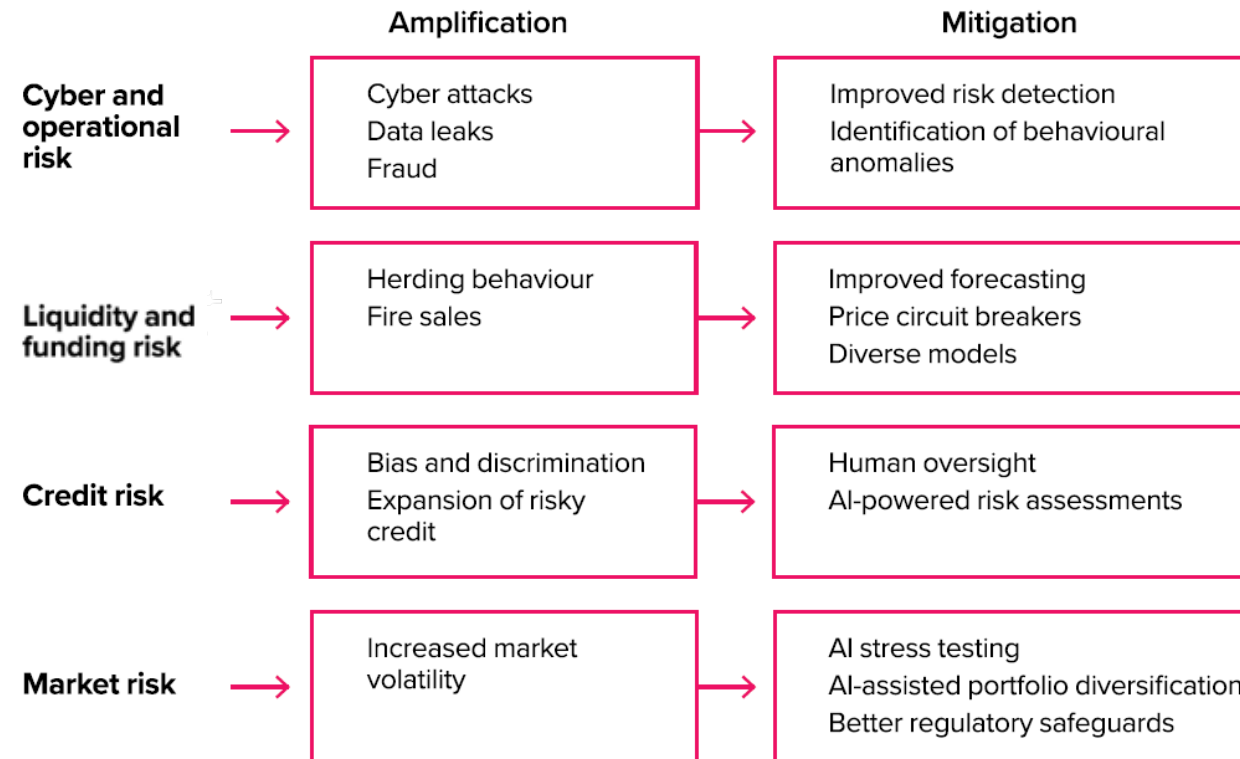 Amplification
Mitigation
Cyber and
operational
risk
Cyber attacks
Data leaks
Fraud
Improved risk detection
Identification of behavioural
anomalies
Liquidity and
funding risk
Herding behaviour
Fire sales
Improved forecasting
Price circuit breakers
Diverse models
Credit risk
Bias and discrimination
Expansion of risky
credit
Human oversight
AI-powered risk assessments
Market risk
Increased market
volatility
AI stress testing
AI-assisted portfolio diversification
Better regulatory safeguards